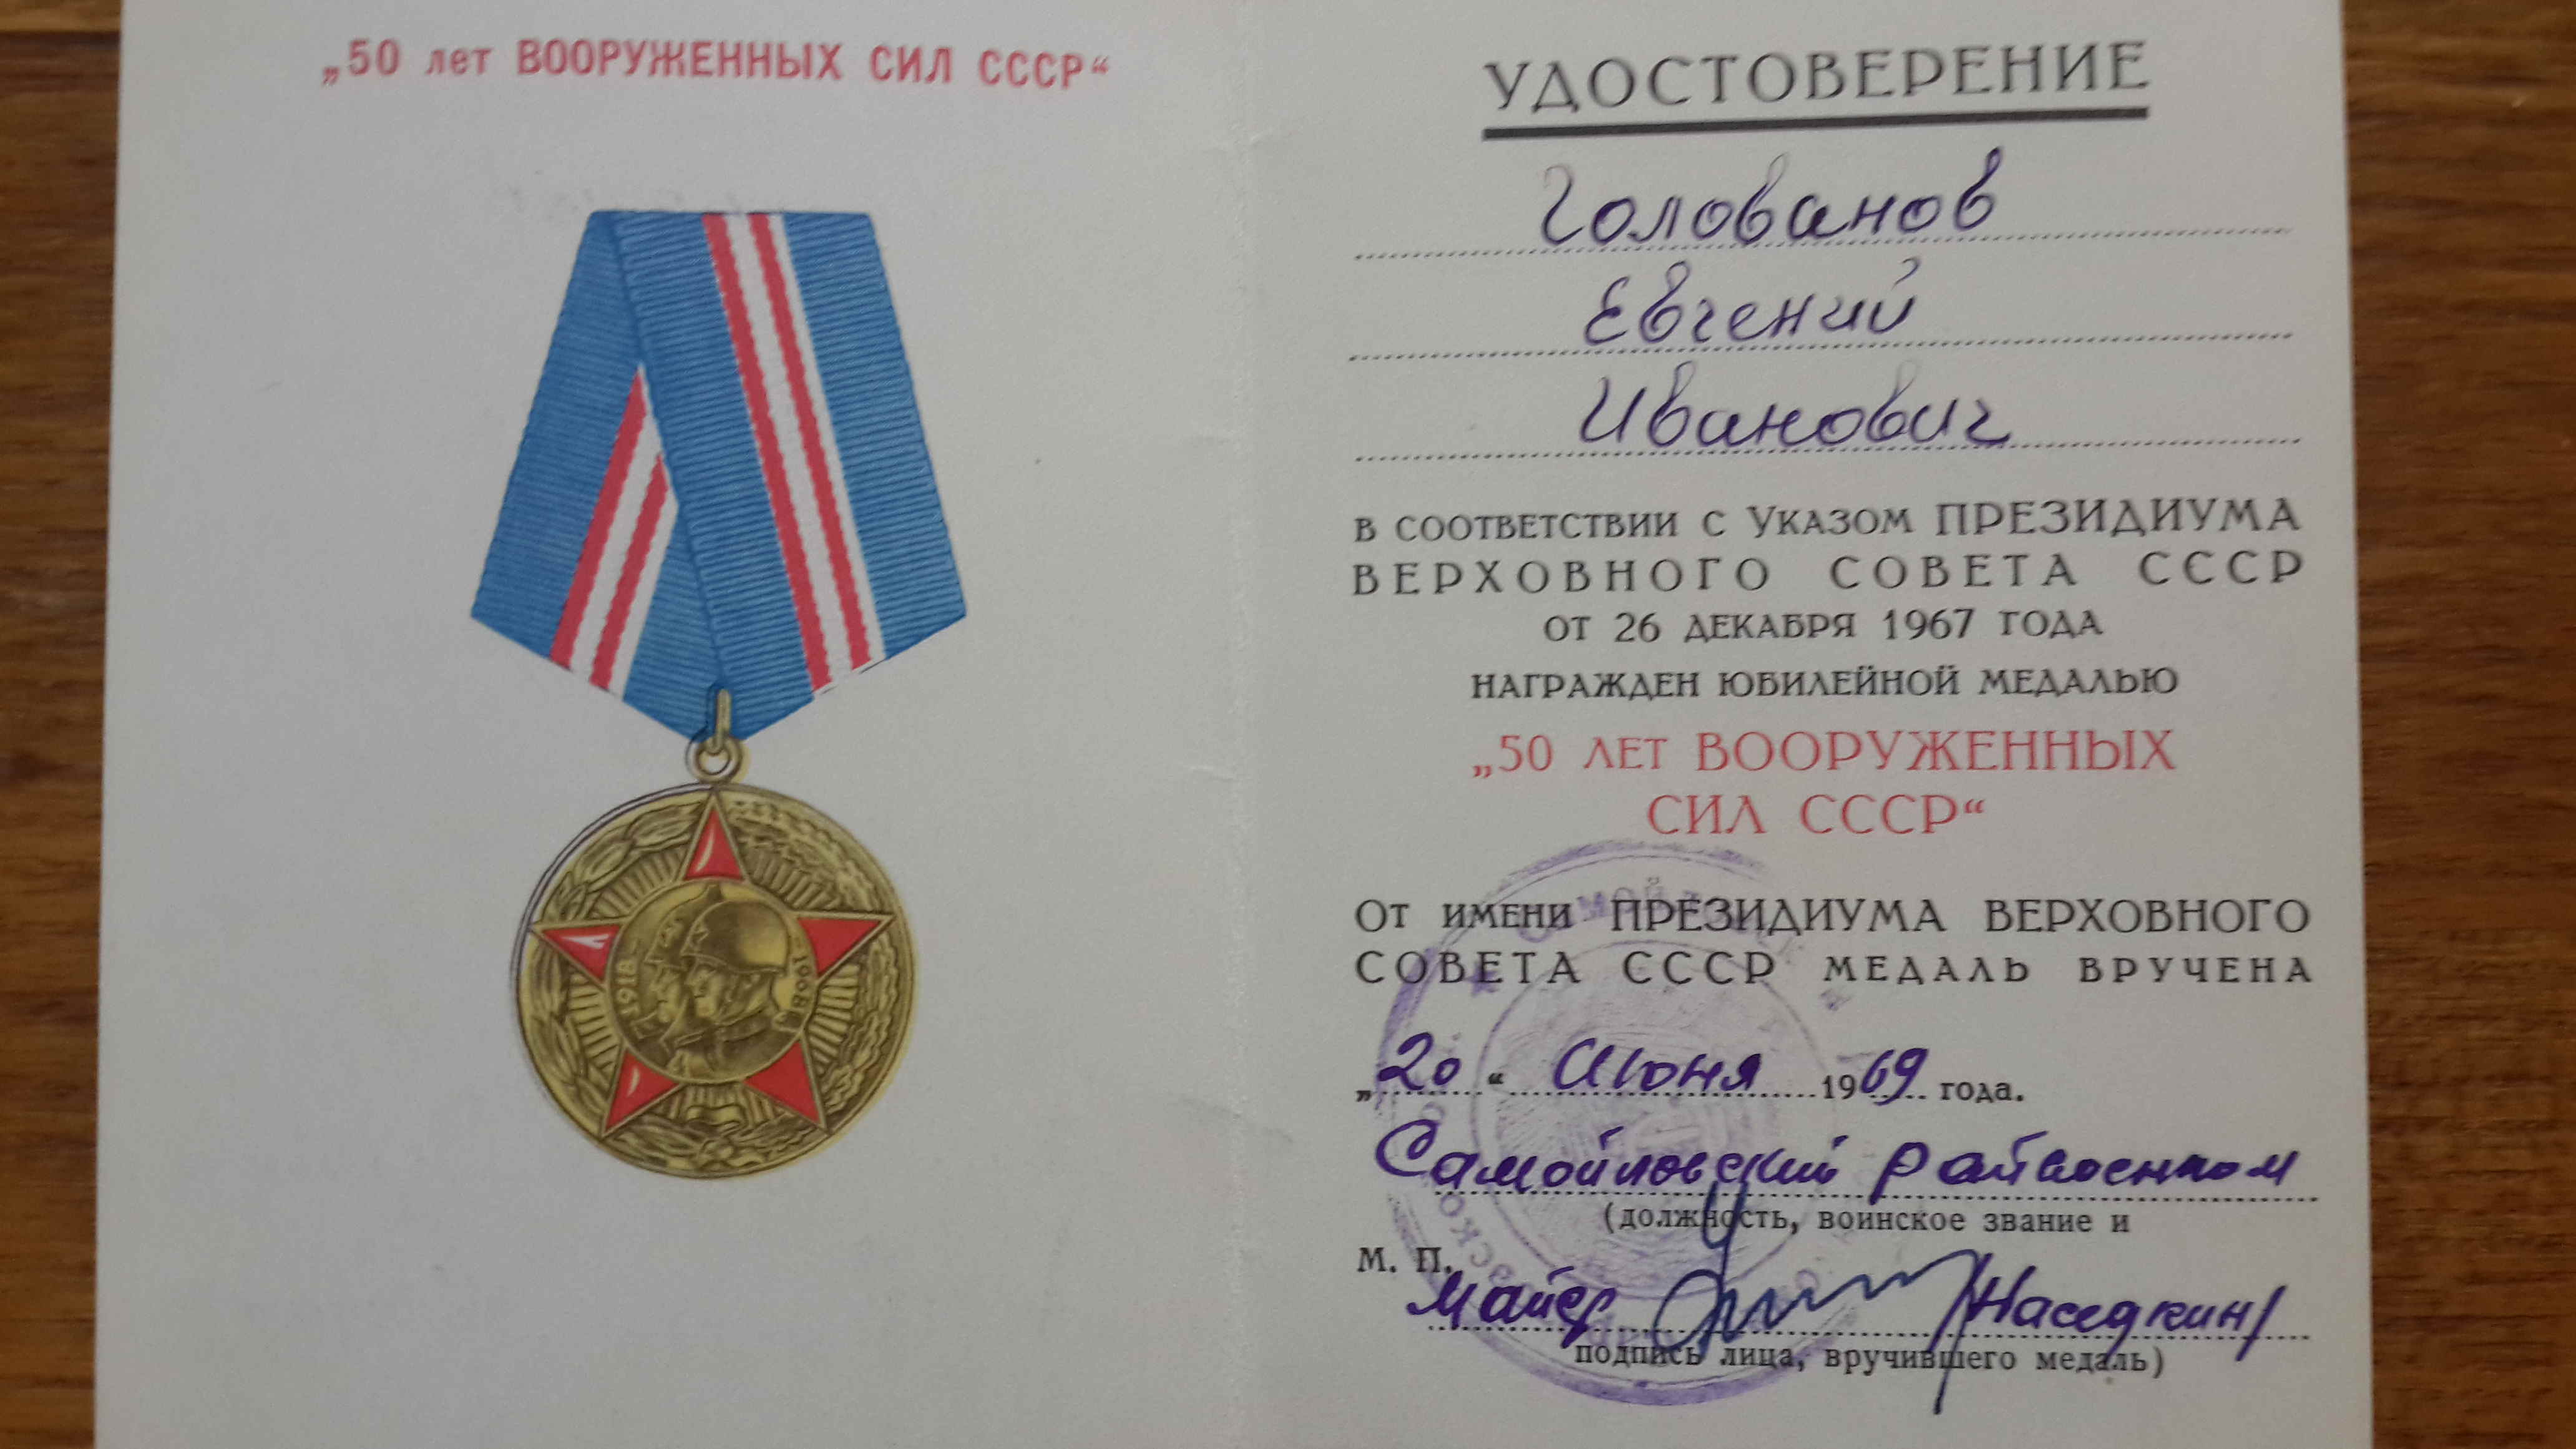 „50 лет ВООРУЖЕННЫХ СИЛ СССР“
1918
1968
УДОСТОВЕРЕНИЕ
Голованов
Евгений
Иванович
В СООТВЕТСТВИИ С УКАЗОМ ПРЕЗИДИУМА
ВЕРХОВНОГО СОВЕТА СССР
ОТ 26 ДЕКАБРЯ 1967 ГОДА
НАГРАЖДЕН ЮБИЛЕЙНОЙ МЕДАЛЬЮ
„50 ЛЕТ ВООРУЖЕННЫХ
СИЛ СССР“
ОТ ИМЕНИ ПРЕЗИДИУМА ВЕРХОВНОГО
СОВЕТА СССР МЕДАЛЬ ВРУЧЕНА
„20“ Июня 1969 года.
Самойловский райвоенком
(должность, воинское звание и
М. П.
Майор /Наседкин/
подпись лица, вручившего медаль)